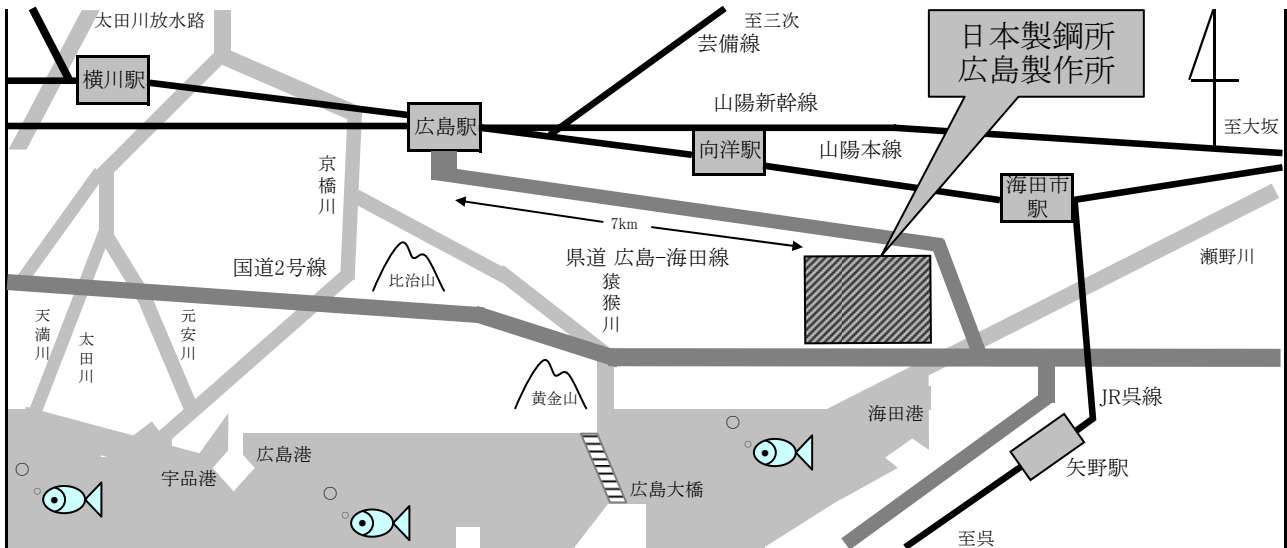 太田川放水路
至三次
芸備線
日本製鋼所
広島製作所
横川駅
山陽新幹線
広島駅
至大坂
向洋駅
山陽本線
京橋川
海田市
駅
7km
県道 広島−海田線
瀬野川
国道2号線
比治山
猿猴川
天満川
太田川
元安川
黄金山
JR呉線
海田港
広島港
宇品港
広島大橋
矢野駅
至呉